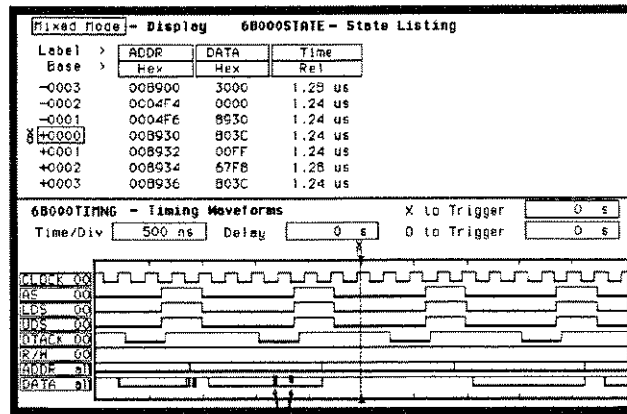 Mixed Mode - Display 68000STATE - State Listing
Label > ADDR DATA Time
Base > Hex Hex Rel
-0003 008900 3000 1.28 us
-0002 0004F4 0000 1.24 us
-0001 0004F6 8930 1.24 us
+0000 008930 803C 1.24 us
+0001 008932 00FF 1.24 us
+0002 008934 67F8 1.28 us
+0003 008936 803C 1.24 us
68000TIMNG - Timing Waveforms X to Trigger 0 s
Time/Div 500 ns Delay 0 s O to Trigger 0 s
X
CLOCK 00
AS 00
LDS 00
UDS 00
DTACK 00
R/W 00
ADDR all
DATA all